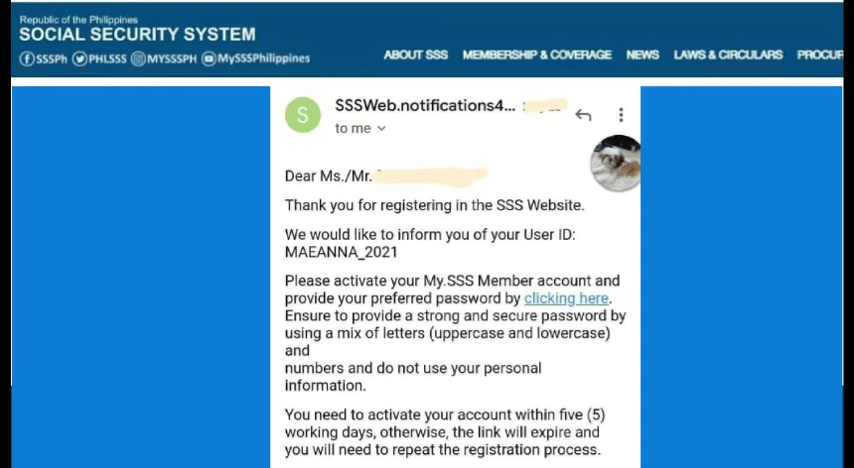 Republic of the Philippines
SOCIAL SECURITY SYSTEM
SSSPh PHLSSS MYSSSPH MySSSPhilippines
ABOUT SSS MEMBERSHIP & COVERAGE NEWS LAWS & CIRCULARS PROCUR
S
SSSWeb.notifications4...
to me
Dear Ms./Mr.
Thank you for registering in the SSS Website.
We would like to inform you of your User ID:
MAEANNA_2021
Please activate your My.SSS Member account and
provide your preferred password by clicking here.
Ensure to provide a strong and secure password by
using a mix of letters (uppercase and lowercase)
and
numbers and do not use your personal
information.
You need to activate your account within five (5)
working days, otherwise, the link will expire and
you will need to repeat the registration process.